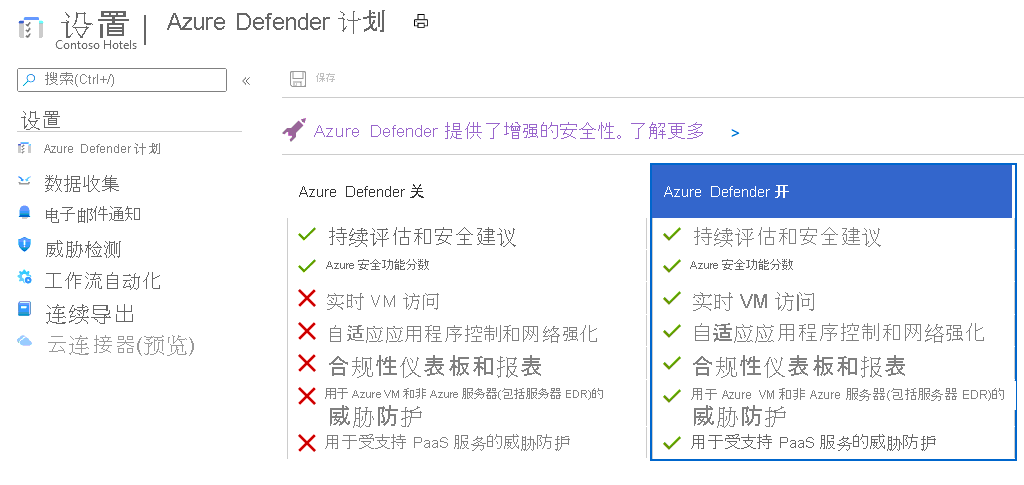 设置 | Azure Defender 计划
Contoso Hotels
搜索(Ctrl+/)
«
保存
设置
Azure Defender 计划
数据收集
电子邮件通知
威胁检测
工作流自动化
连续导出
云连接器(预览)
Azure Defender 提供了增强的安全性。了解更多 >
Azure Defender 关
持续评估和安全建议
Azure 安全功能分数
实时 VM 访问
自适应应用程序控制和网络强化
合规性仪表板和报表
用于 Azure VM 和非 Azure 服务器(包括服务器 EDR)的
威胁防护
用于受支持 PaaS 服务的威胁防护
Azure Defender 开
持续评估和安全建议
Azure 安全功能分数
实时 VM 访问
自适应应用程序控制和网络强化
合规性仪表板和报表
用于 Azure VM 和非 Azure 服务器(包括服务器 EDR)的
威胁防护
用于受支持 PaaS 服务的威胁防护